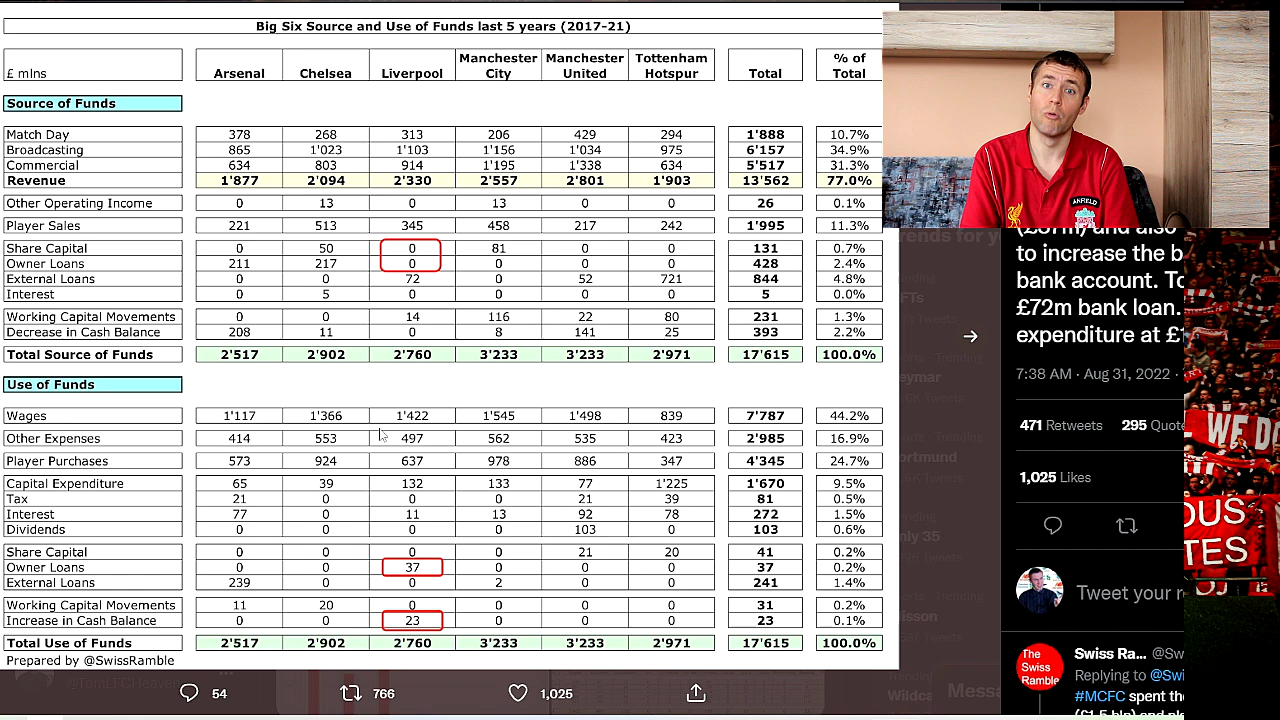 Big Six Source and Use of Funds last 5 years (2017-21)
£ mlns Arsenal Chelsea Liverpool Manchester City Manchester United Tottenham Hotspur Total % of Total
Source of Funds
Match Day 378 268 313 206 429 294 1'888 10.7%
Broadcasting 865 1'023 1'103 1'156 1'034 975 6'157 34.9%
Commercial 634 803 914 1'195 1'338 634 5'517 31.3%
Revenue 1'877 2'094 2'330 2'557 2'801 1'903 13'562 77.0%
Other Operating Income 0 13 0 13 0 0 26 0.1%
Player Sales 221 513 345 458 217 242 1'995 11.3%
Share Capital 0 50 0 81 0 0 131 0.7%
Owner Loans 211 217 0 0 0 0 428 2.4%
External Loans 0 0 72 0 52 721 844 4.8%
Interest 0 5 0 0 0 0 5 0.0%
Working Capital Movements 0 0 14 116 22 80 231 1.3%
Decrease in Cash Balance 208 11 0 8 141 25 393 2.2%
Total Source of Funds 2'517 2'902 2'760 3'233 3'233 2'971 17'615 100.0%
Use of Funds
Wages 1'117 1'366 1'422 1'545 1'498 839 7'787 44.2%
Other Expenses 414 553 497 562 535 423 2'985 16.9%
Player Purchases 573 924 637 978 886 347 4'345 24.7%
Capital Expenditure 65 39 132 133 77 1'225 1'670 9.5%
Tax 21 0 0 0 21 39 81 0.5%
Interest 77 0 11 13 92 78 272 1.5%
Dividends 0 0 0 0 103 0 103 0.6%
Share Capital 0 0 0 0 21 20 41 0.2%
Owner Loans 0 0 37 0 0 0 37 0.2%
External Loans 239 0 0 2 0 0 241 1.4%
Working Capital Movements 11 20 0 0 0 0 31 0.2%
Increase in Cash Balance 0 0 23 0 0 0 23 0.1%
Total Use of Funds 2'517 2'902 2'760 3'233 3'233 2'971 17'615 100.0%
Prepared by @SwissRamble
@TomLFCHeaven
54 766 1,025
ANFIELD
to increase the b
bank account. To
£72m bank loan.
expenditure at £
7:38 AM · Aug 31, 2022 ·
471 Retweets 295 Quote
1,025 Likes
Tweet your r
The Swiss Ramble
Swiss Ra... @Sw
Replying to @Swi
#MCFC spent the
WE DO
OUS
TES
Wildca
Messa